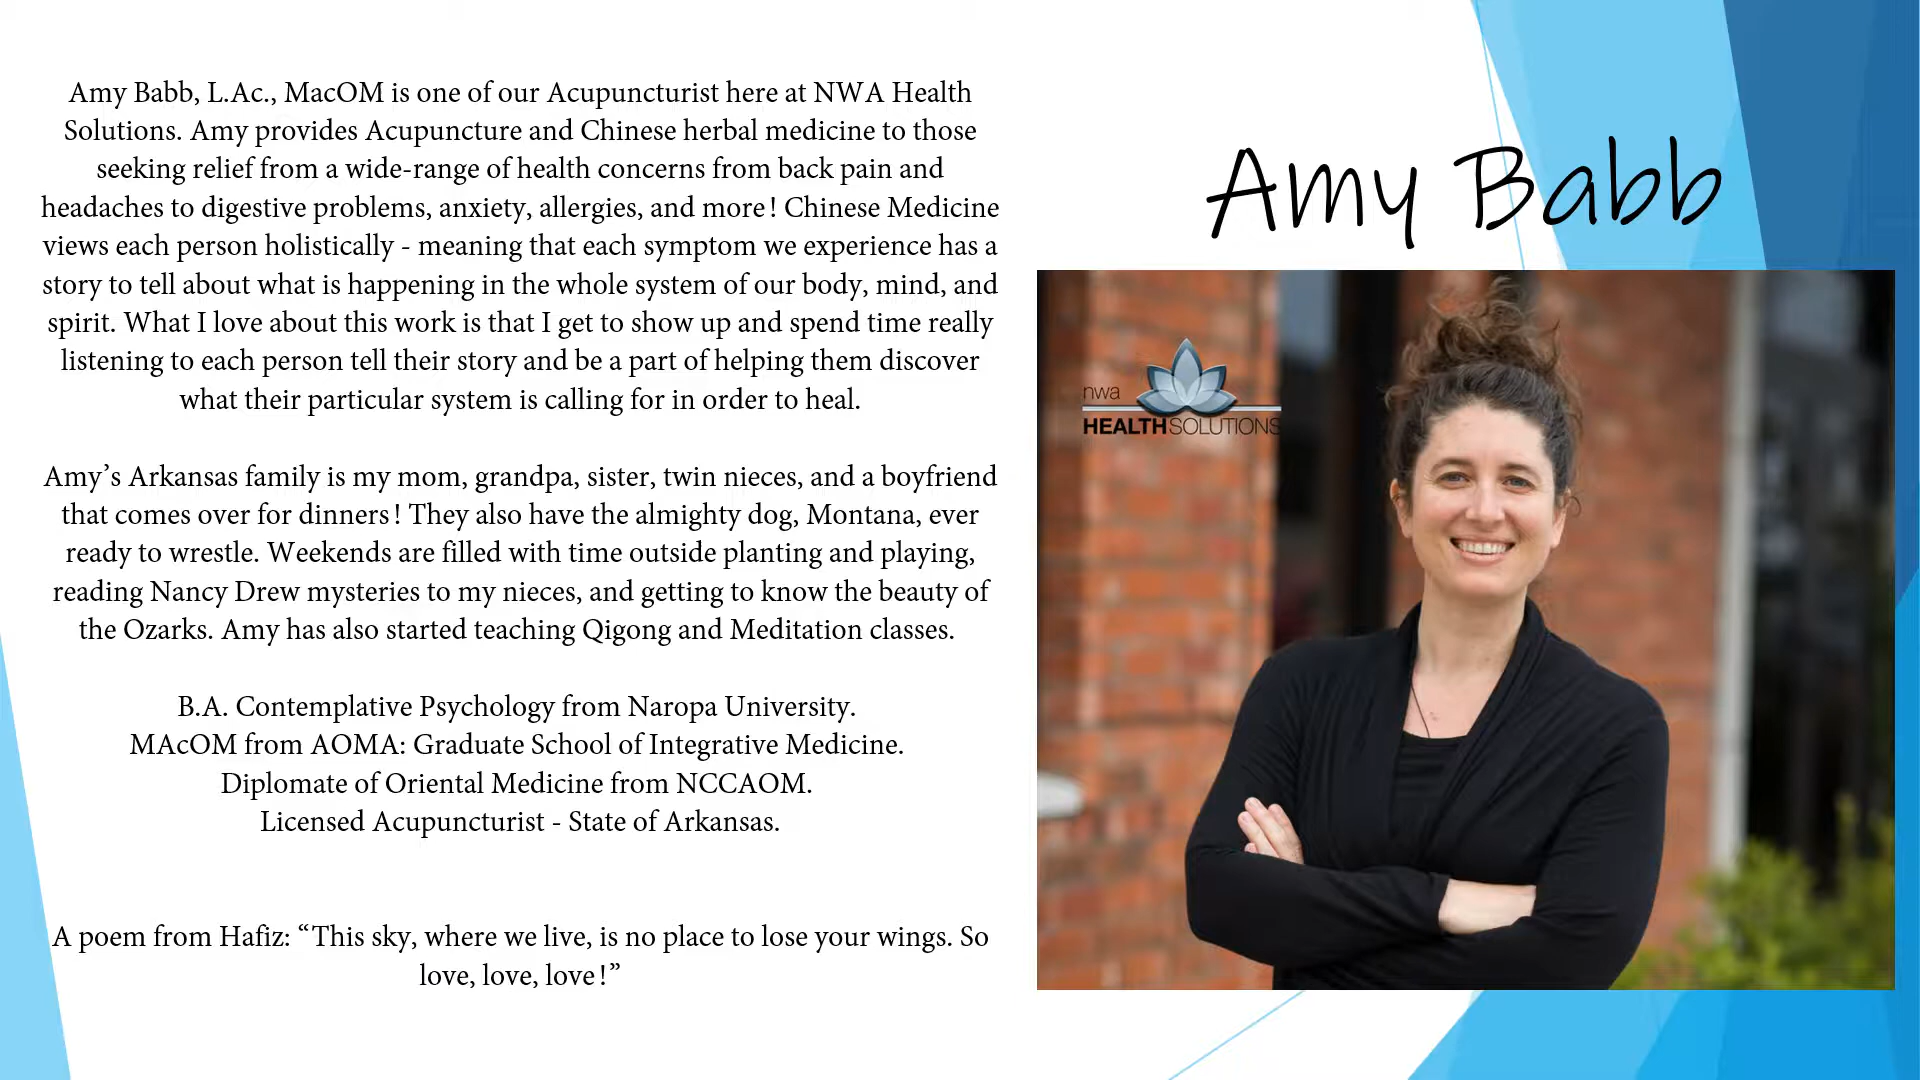 Amy Babb, L.Ac., MacOM is one of our Acupuncturist here at NWA Health
Solutions. Amy provides Acupuncture and Chinese herbal medicine to those
seeking relief from a wide-range of health concerns from back pain and
headaches to digestive problems, anxiety, allergies, and more! Chinese Medicine
views each person holistically - meaning that each symptom we experience has a
story to tell about what is happening in the whole system of our body, mind, and
spirit. What I love about this work is that I get to show up and spend time really
listening to each person tell their story and be a part of helping them discover
what their particular system is calling for in order to heal.
Amy’s Arkansas family is my mom, grandpa, sister, twin nieces, and a boyfriend
that comes over for dinners! They also have the almighty dog, Montana, ever
ready to wrestle. Weekends are filled with time outside planting and playing,
reading Nancy Drew mysteries to my nieces, and getting to know the beauty of
the Ozarks. Amy has also started teaching Qigong and Meditation classes.
B.A. Contemplative Psychology from Naropa University.
MAcOM from AOMA: Graduate School of Integrative Medicine.
Diplomate of Oriental Medicine from NCCAOM.
Licensed Acupuncturist - State of Arkansas.
A poem from Hafiz: “This sky, where we live, is no place to lose your wings. So
love, love, love!”
Amy Babb
nwa
HEALTHSOLUTIONS